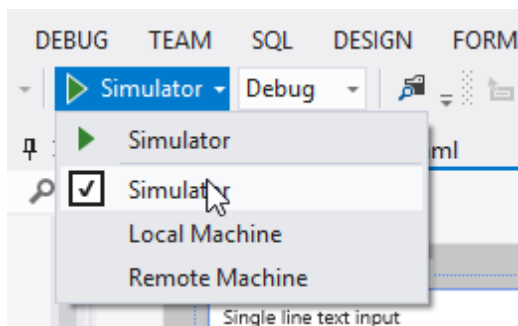 DEBUG TEAM SQL DESIGN FORM
Simulator Debug
Simulator
ml
Simulator
Local Machine
Remote Machine
Single line text input